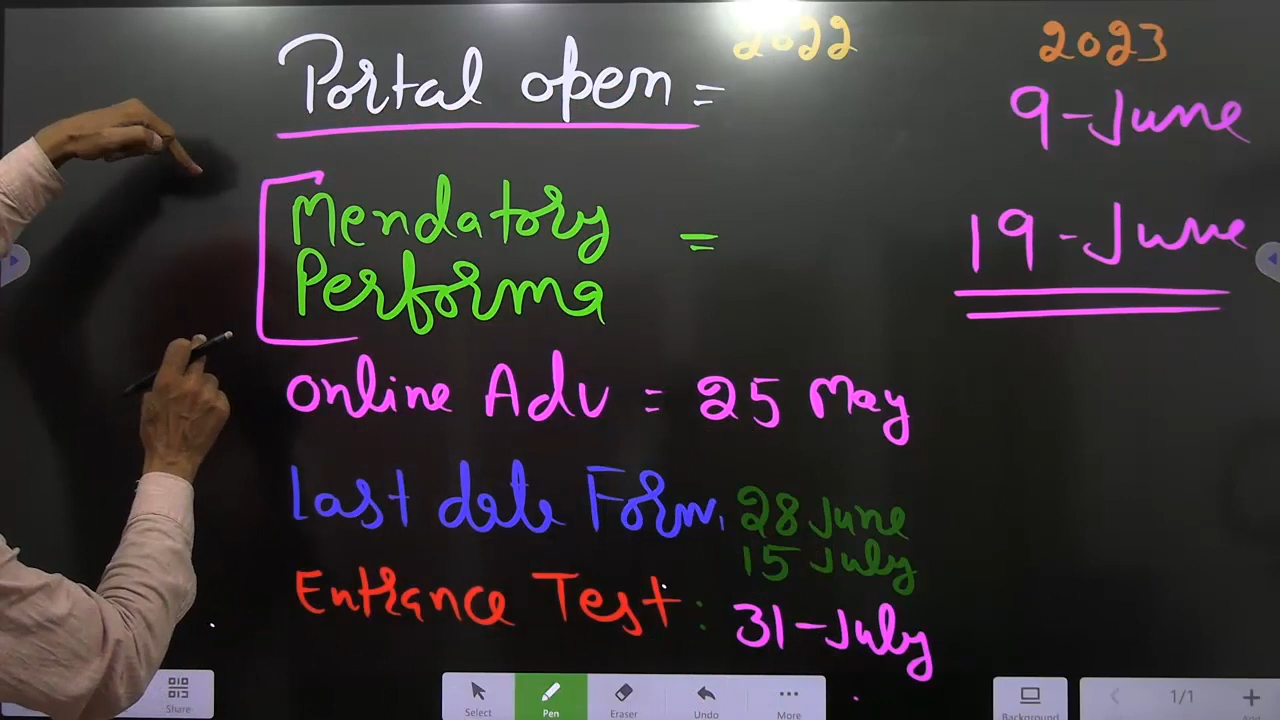 2022 2023
Portal open = 9-June
Mendatory = 19-June
Performa
Online Adv = 25 May
Last date Form, 28 June
15 July
Entrance Test : 31-July
Share
Select Pen Eraser Undo More
Background 1/1